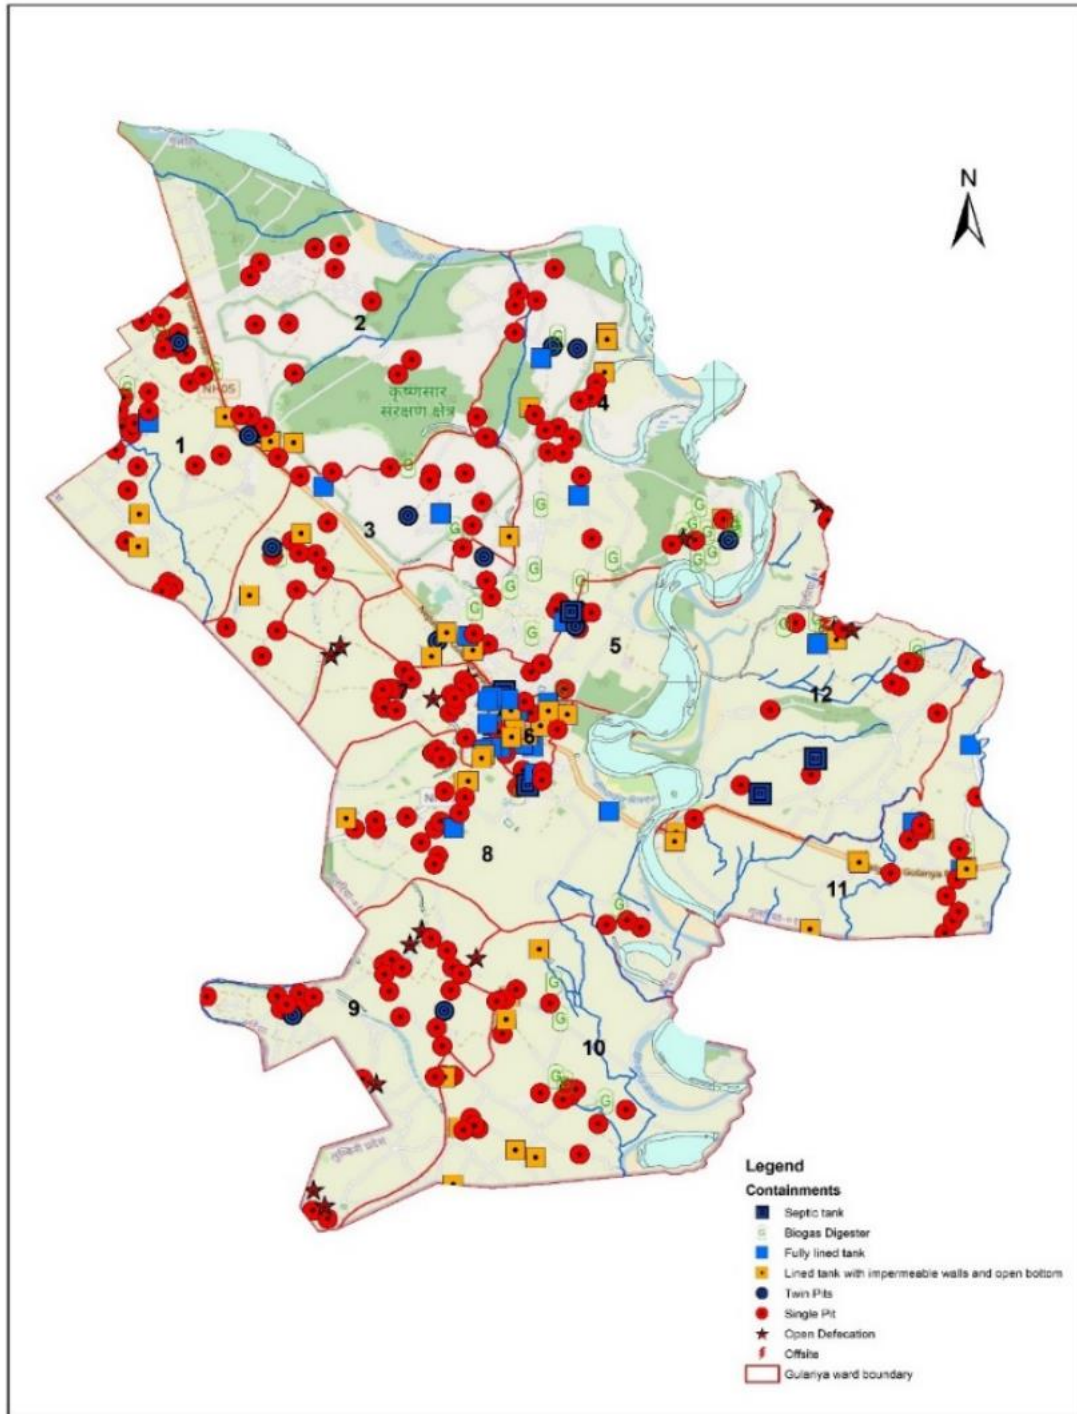 N
2
NH05
कृष्णसार
संरक्षण क्षेत्र
4
1
3
5
12
7
6
8
11
Gulariya
9
10
Legend
Containments
Septic tank
Biogas Digester
Fully lined tank
Lined tank with impermeable walls and open bottom
Twin Pits
Single Pit
Open Defecation
Offsite
Gulariya ward boundary